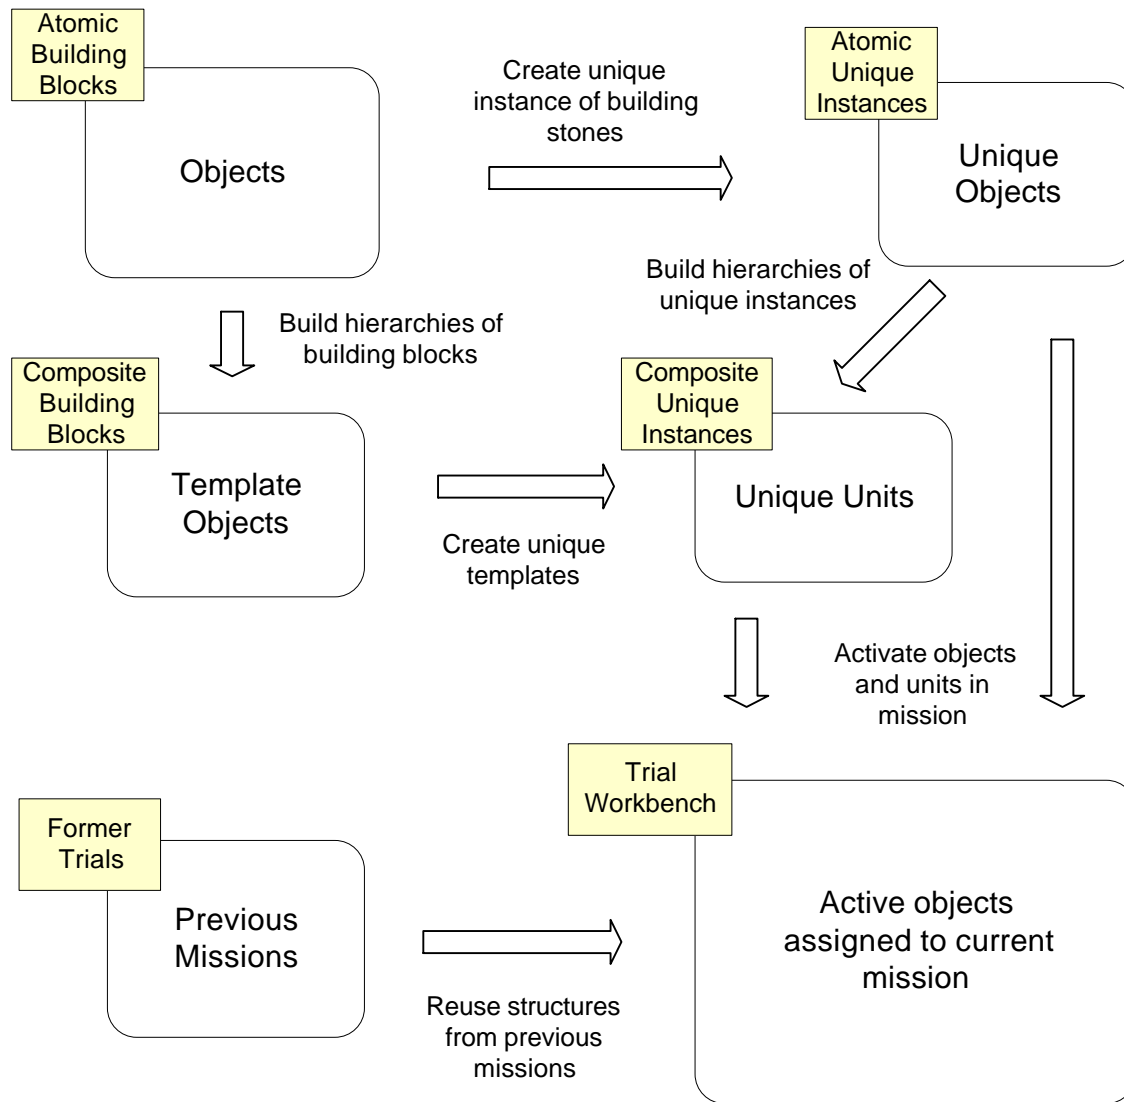 Atomic
Building
Blocks
Objects
Create unique
instance of building
stones
Atomic
Unique
Instances
Unique
Objects
Build hierarchies of
building blocks
Build hierarchies of
unique instances
Composite
Building
Blocks
Template
Objects
Create unique
templates
Composite
Unique
Instances
Unique Units
Activate objects
and units in
mission
Former
Trials
Previous
Missions
Reuse structures
from previous
missions
Trial
Workbench
Active objects
assigned to current
mission